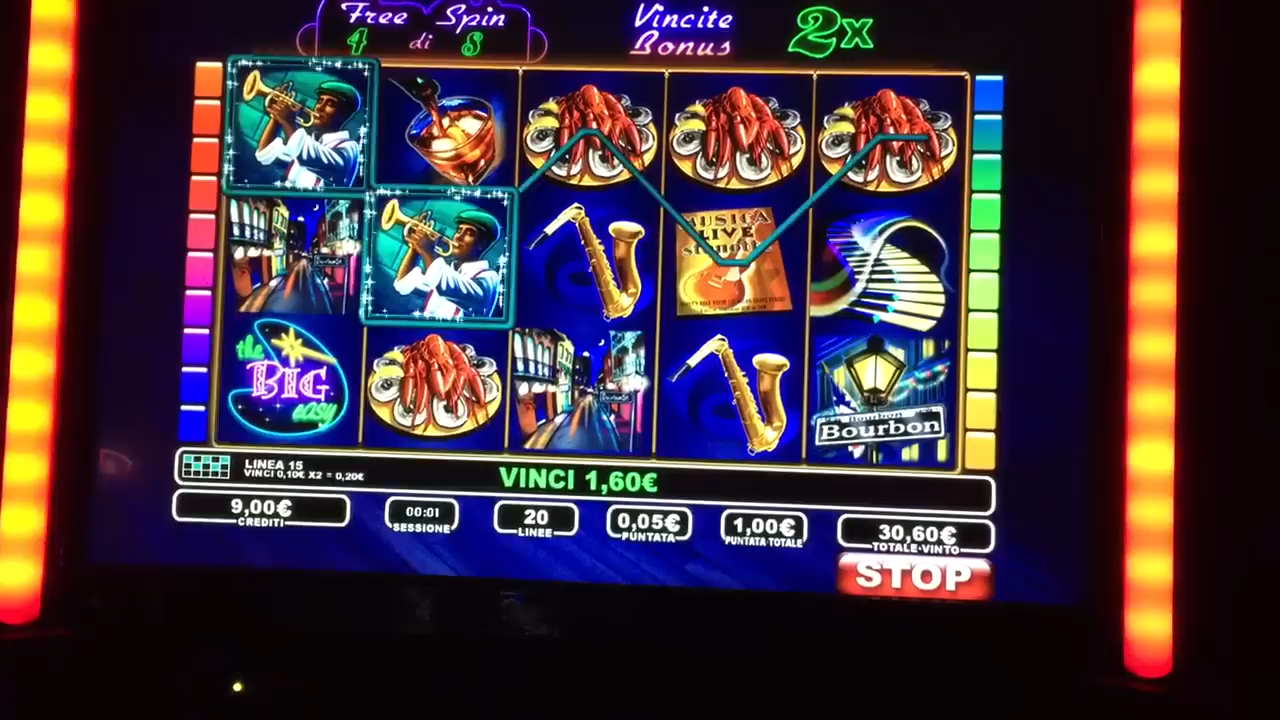 Free Spin
4 di 8
Vincite
Bonus
2x
the
BIG
easy
MUSICA
LIVE
Bourbon
Bourbon
LINEA 15
VINCI 0,10€ X2 = 0,20€
VINCI 1,60€
9,00€
CREDITI
00:01
SESSIONE
20
LINEE
0,05€
PUNTATA
1,00€
PUNTATA TOTALE
30,60€
TOTALE VINTO
STOP